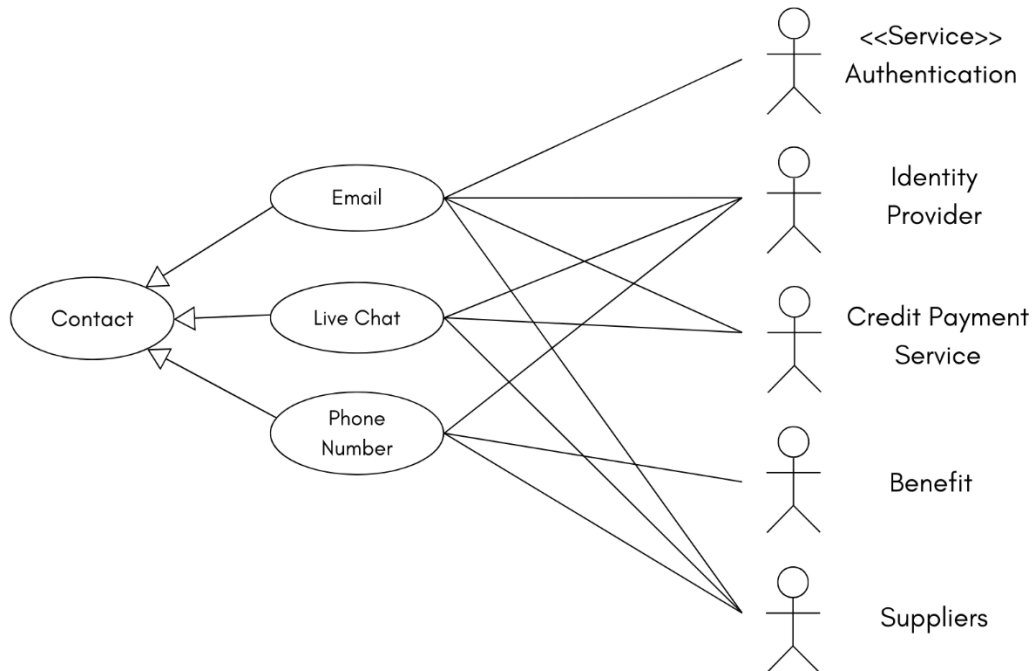 <<Service>>
Authentication
Identity
Provider
Email
Contact
Live Chat
Credit Payment
Service
Phone
Number
Benefit
Suppliers